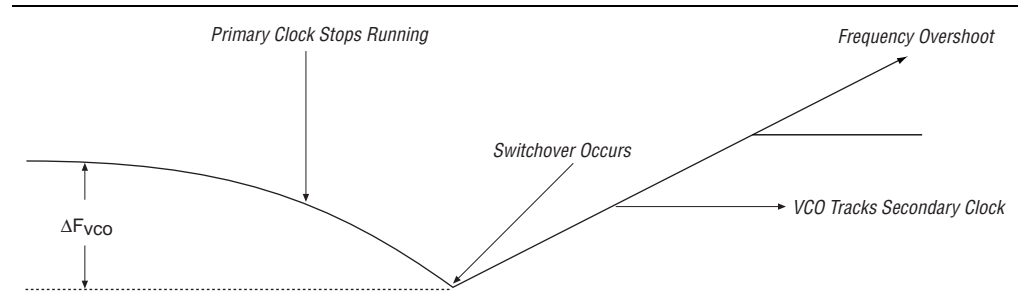 Primary Clock Stops Running
Frequency Overshoot
Switchover Occurs
VCO Tracks Secondary Clock
ΔFvco